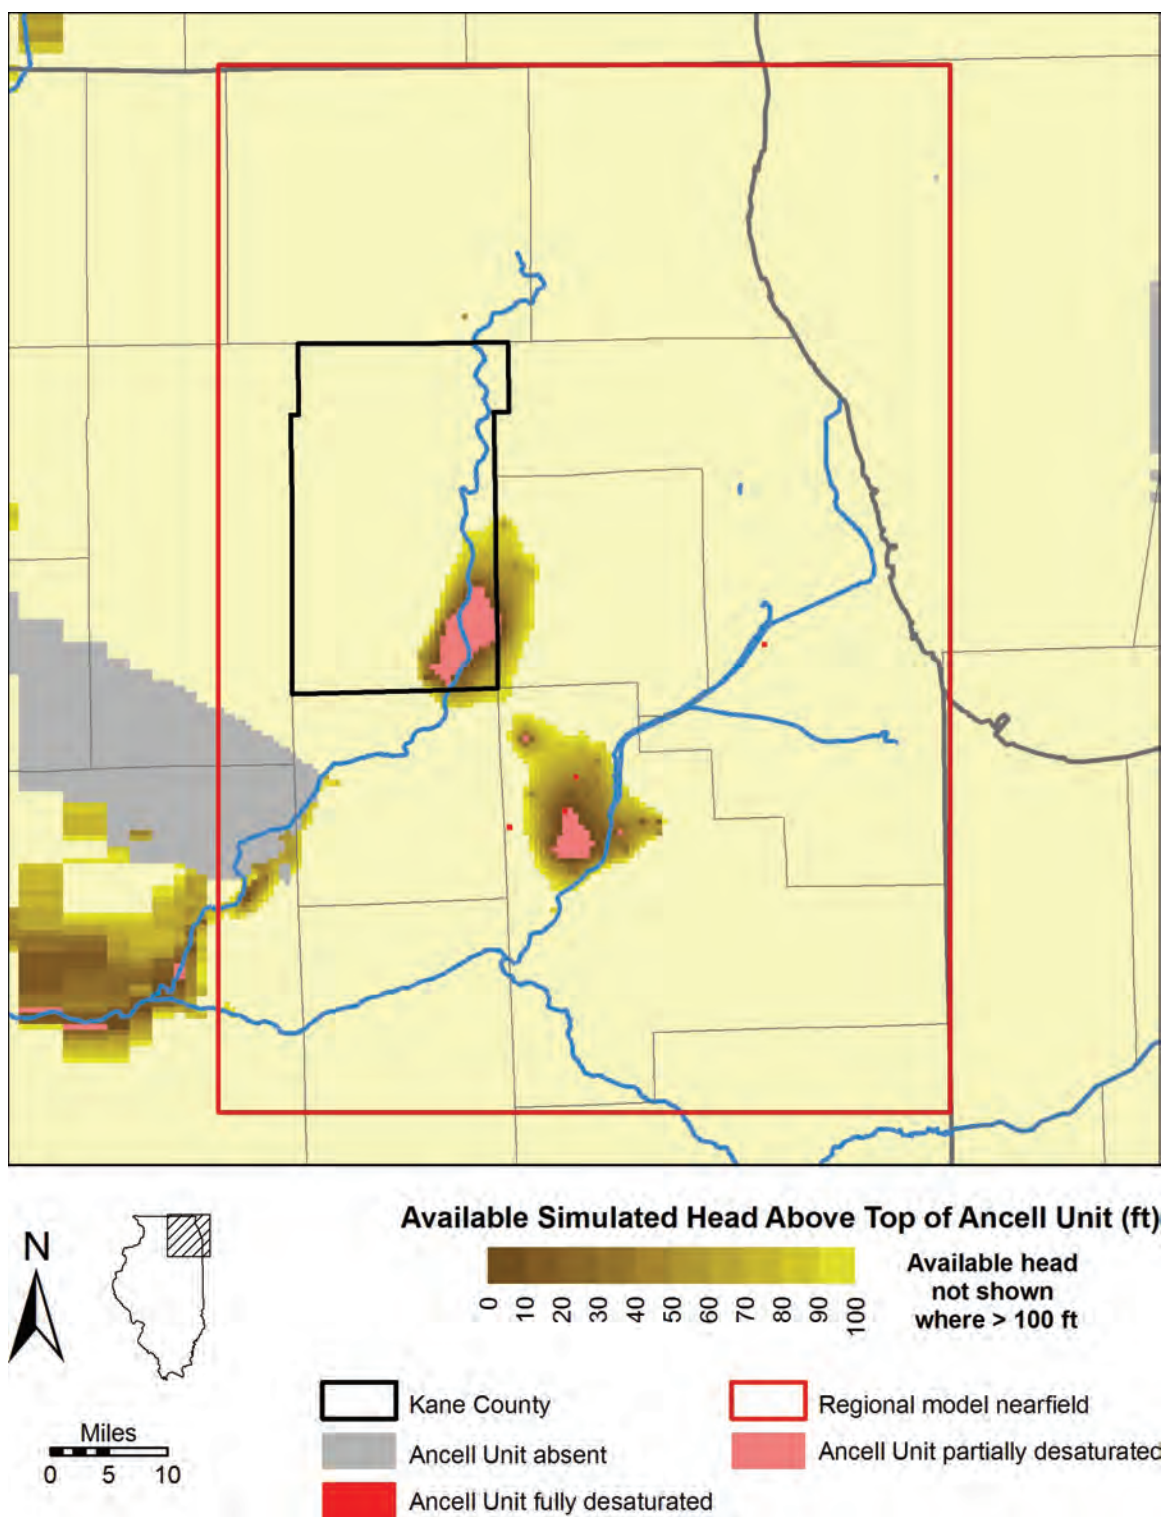 Available Simulated Head Above Top of Ancell Unit (ft)
N
0 10 20 30 40 50 60 70 80 90 100
Available head
not shown
where > 100 ft
Kane County
Regional model nearfield
Miles
0 5 10
Ancell Unit absent
Ancell Unit partially desaturated
Ancell Unit fully desaturated